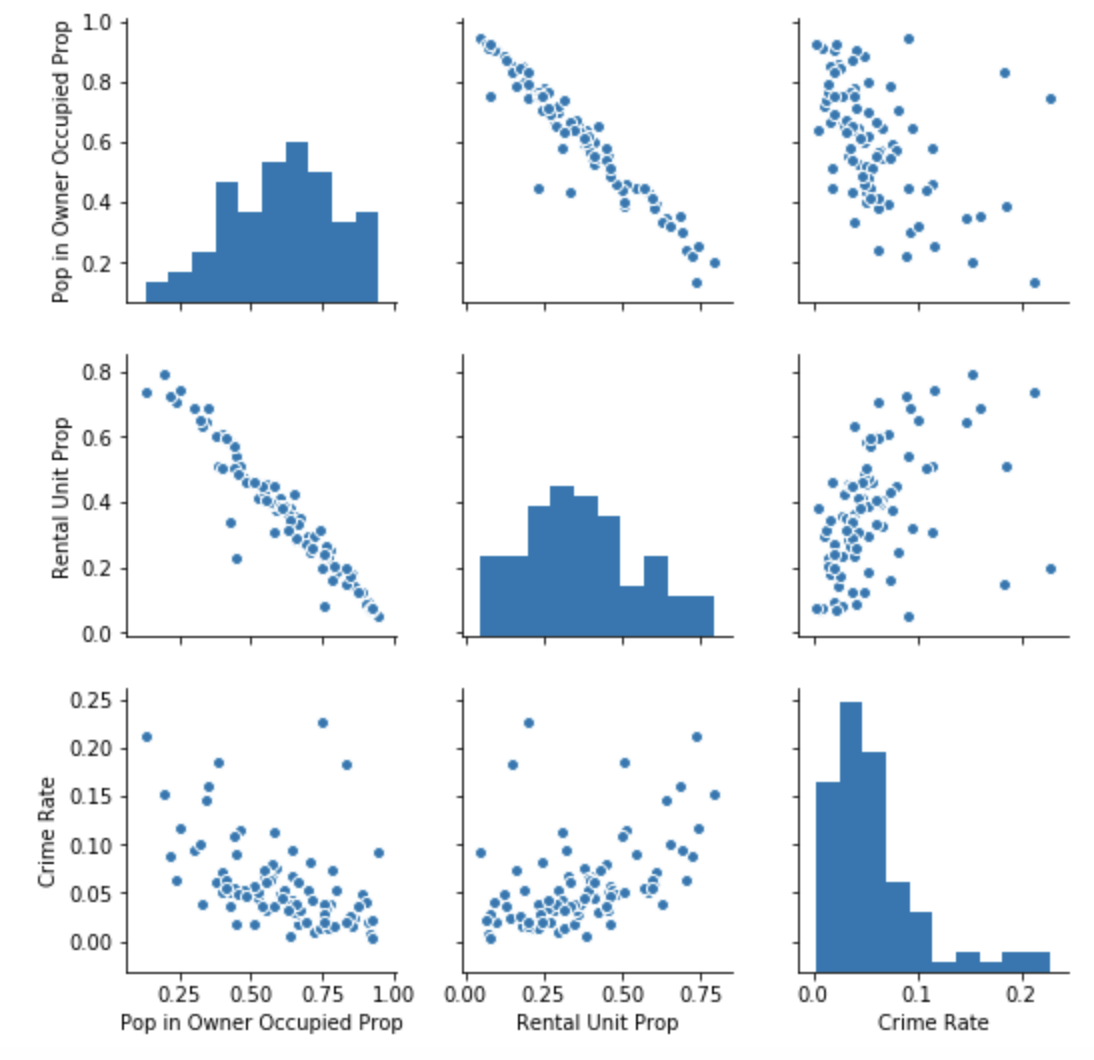 Pop in Owner Occupied Prop
1.0
0.8
0.6
0.4
0.2
Rental Unit Prop
0.8
0.6
0.4
0.2
0.0
Crime Rate
0.25
0.20
0.15
0.10
0.05
0.00
0.25 0.50 0.75 1.00
Pop in Owner Occupied Prop
0.00 0.25 0.50 0.75
Rental Unit Prop
0.0 0.1 0.2
Crime Rate